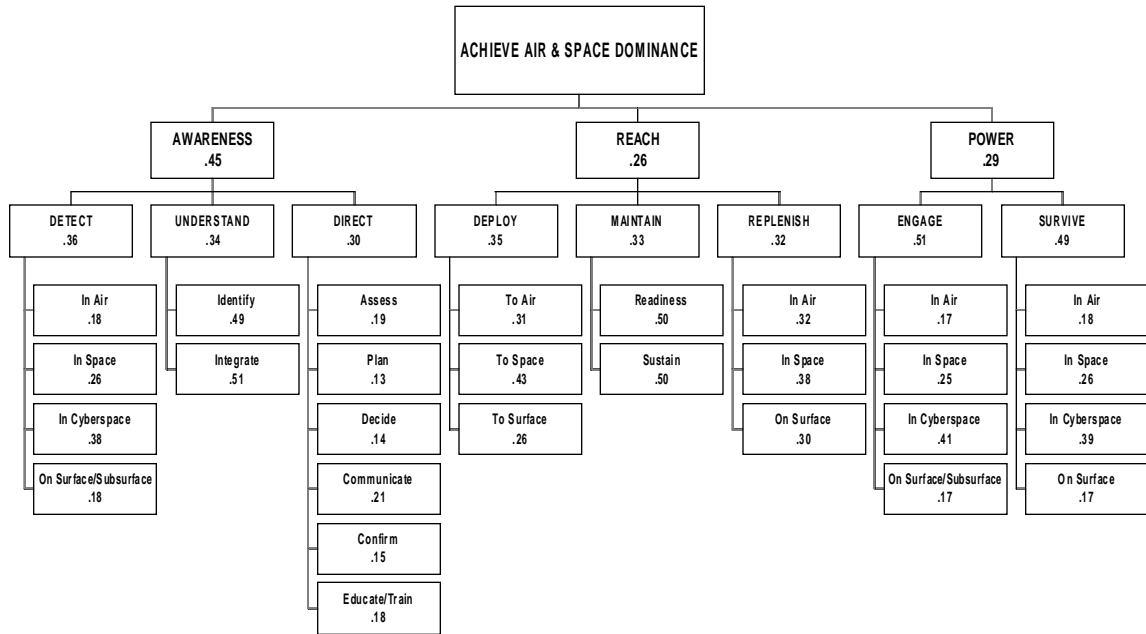 ACHIEVE AIR & SPACE DOMINANCE
AWARENESS
.45
REACH
.26
POWER
.29
DETECT
.36
UNDERSTAND
.34
DIRECT
.30
DEPLOY
.35
MAINTAIN
.33
REPLENISH
.32
ENGAGE
.51
SURVIVE
.49
In Air
.18
In Space
.26
In Cyberspace
.38
On Surface/Subsurface
.18
Identify
.49
Integrate
.51
Assess
.19
Plan
.13
Decide
.14
Communicate
.21
Confirm
.15
Educate/Train
.18
To Air
.31
To Space
.43
To Surface
.26
Readiness
.50
Sustain
.50
In Air
.32
In Space
.38
On Surface
.30
In Air
.17
In Space
.25
In Cyberspace
.41
On Surface/Subsurface
.17
In Air
.18
In Space
.26
In Cyberspace
.39
On Surface
.17